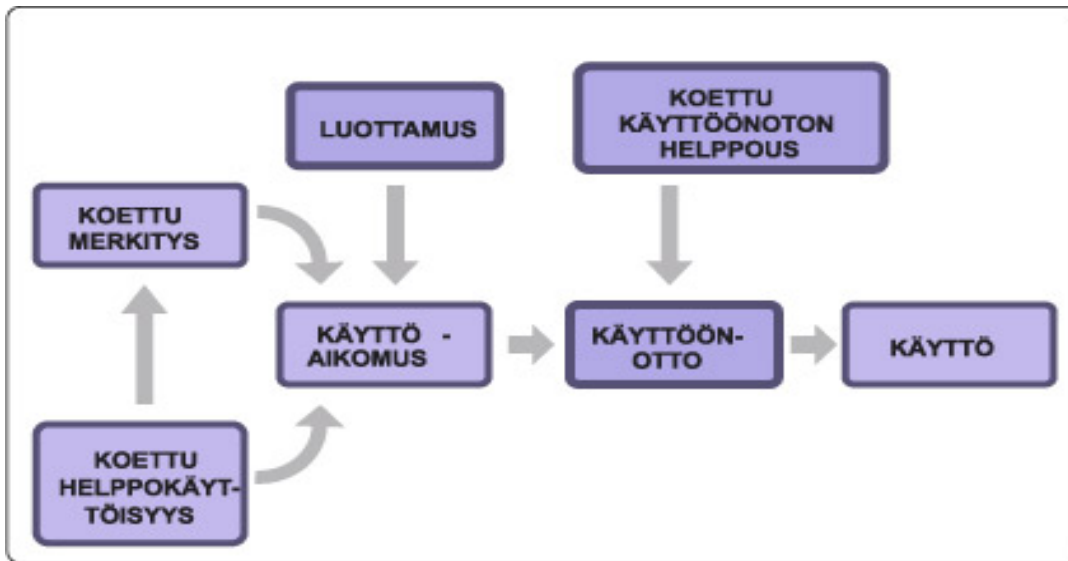 LUOTTAMUS
KOETTU
KÄYTTÖÖNOTON
HELPPOUS
KOETTU
MERKITYS
KÄYTTÖ -
AIKOMUS
KÄYTTÖÖN-
OTTO
KÄYTTÖ
KOETTU
HELPPOKÄYT-
TÖISYYS